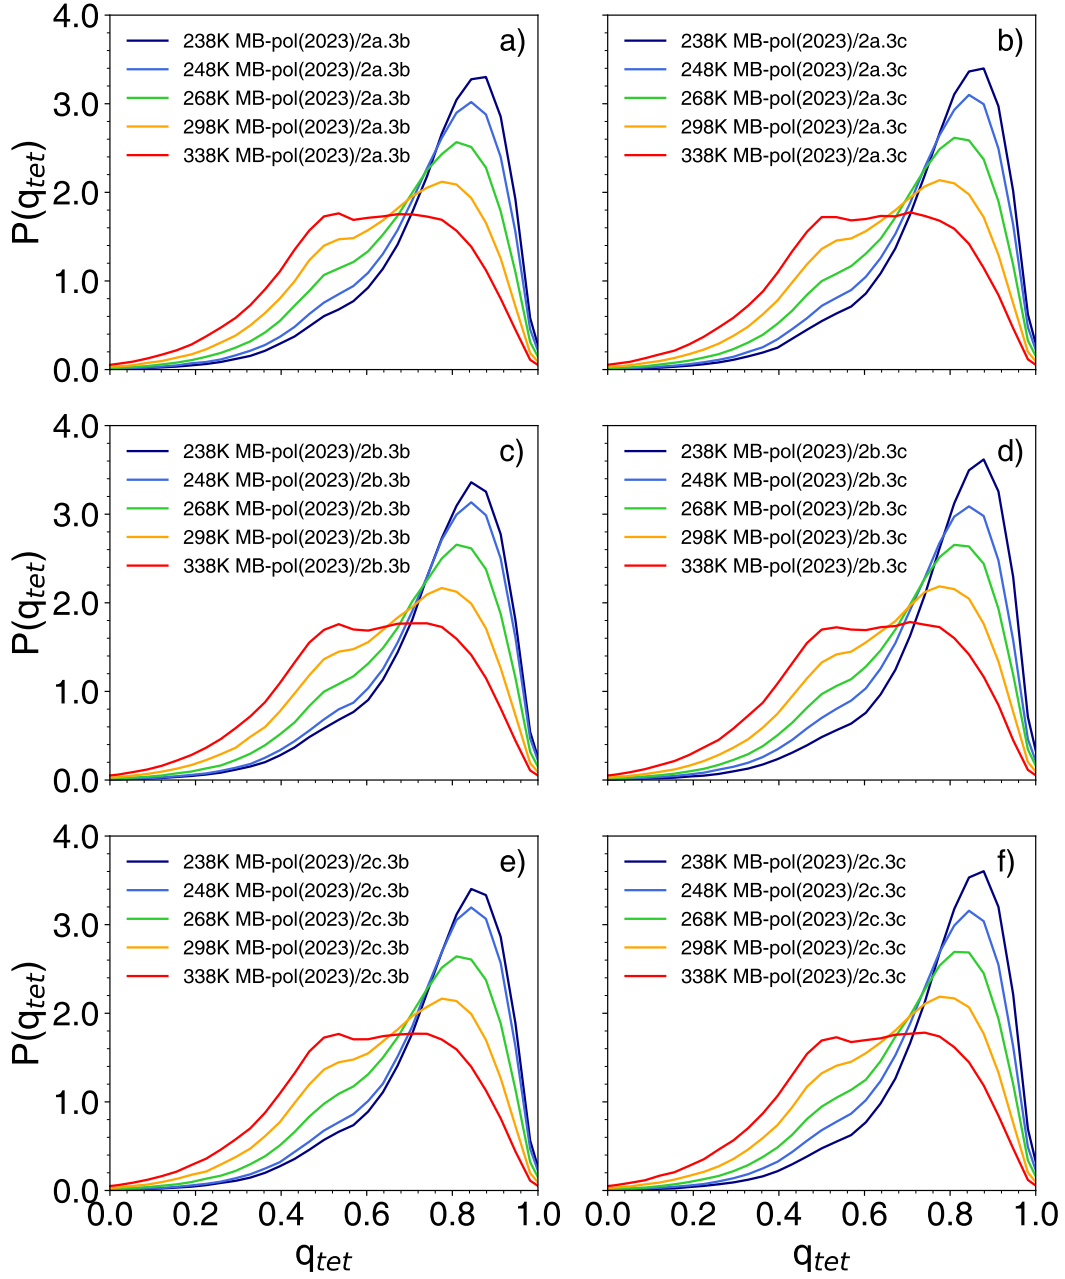 4.0
3.0
2.0
1.0
0.0
P(q_tet)
238K MB-pol(2023)/2a.3b
248K MB-pol(2023)/2a.3b
268K MB-pol(2023)/2a.3b
298K MB-pol(2023)/2a.3b
338K MB-pol(2023)/2a.3b
a)
238K MB-pol(2023)/2a.3c
248K MB-pol(2023)/2a.3c
268K MB-pol(2023)/2a.3c
298K MB-pol(2023)/2a.3c
338K MB-pol(2023)/2a.3c
b)
4.0
3.0
2.0
1.0
0.0
P(q_tet)
238K MB-pol(2023)/2b.3b
248K MB-pol(2023)/2b.3b
268K MB-pol(2023)/2b.3b
298K MB-pol(2023)/2b.3b
338K MB-pol(2023)/2b.3b
c)
238K MB-pol(2023)/2b.3c
248K MB-pol(2023)/2b.3c
268K MB-pol(2023)/2b.3c
298K MB-pol(2023)/2b.3c
338K MB-pol(2023)/2b.3c
d)
4.0
3.0
2.0
1.0
0.0
P(q_tet)
238K MB-pol(2023)/2c.3b
248K MB-pol(2023)/2c.3b
268K MB-pol(2023)/2c.3b
298K MB-pol(2023)/2c.3b
338K MB-pol(2023)/2c.3b
e)
238K MB-pol(2023)/2c.3c
248K MB-pol(2023)/2c.3c
268K MB-pol(2023)/2c.3c
298K MB-pol(2023)/2c.3c
338K MB-pol(2023)/2c.3c
f)
0.0 0.2 0.4 0.6 0.8 1.0
0.0 0.2 0.4 0.6 0.8 1.0
q_tet
q_tet